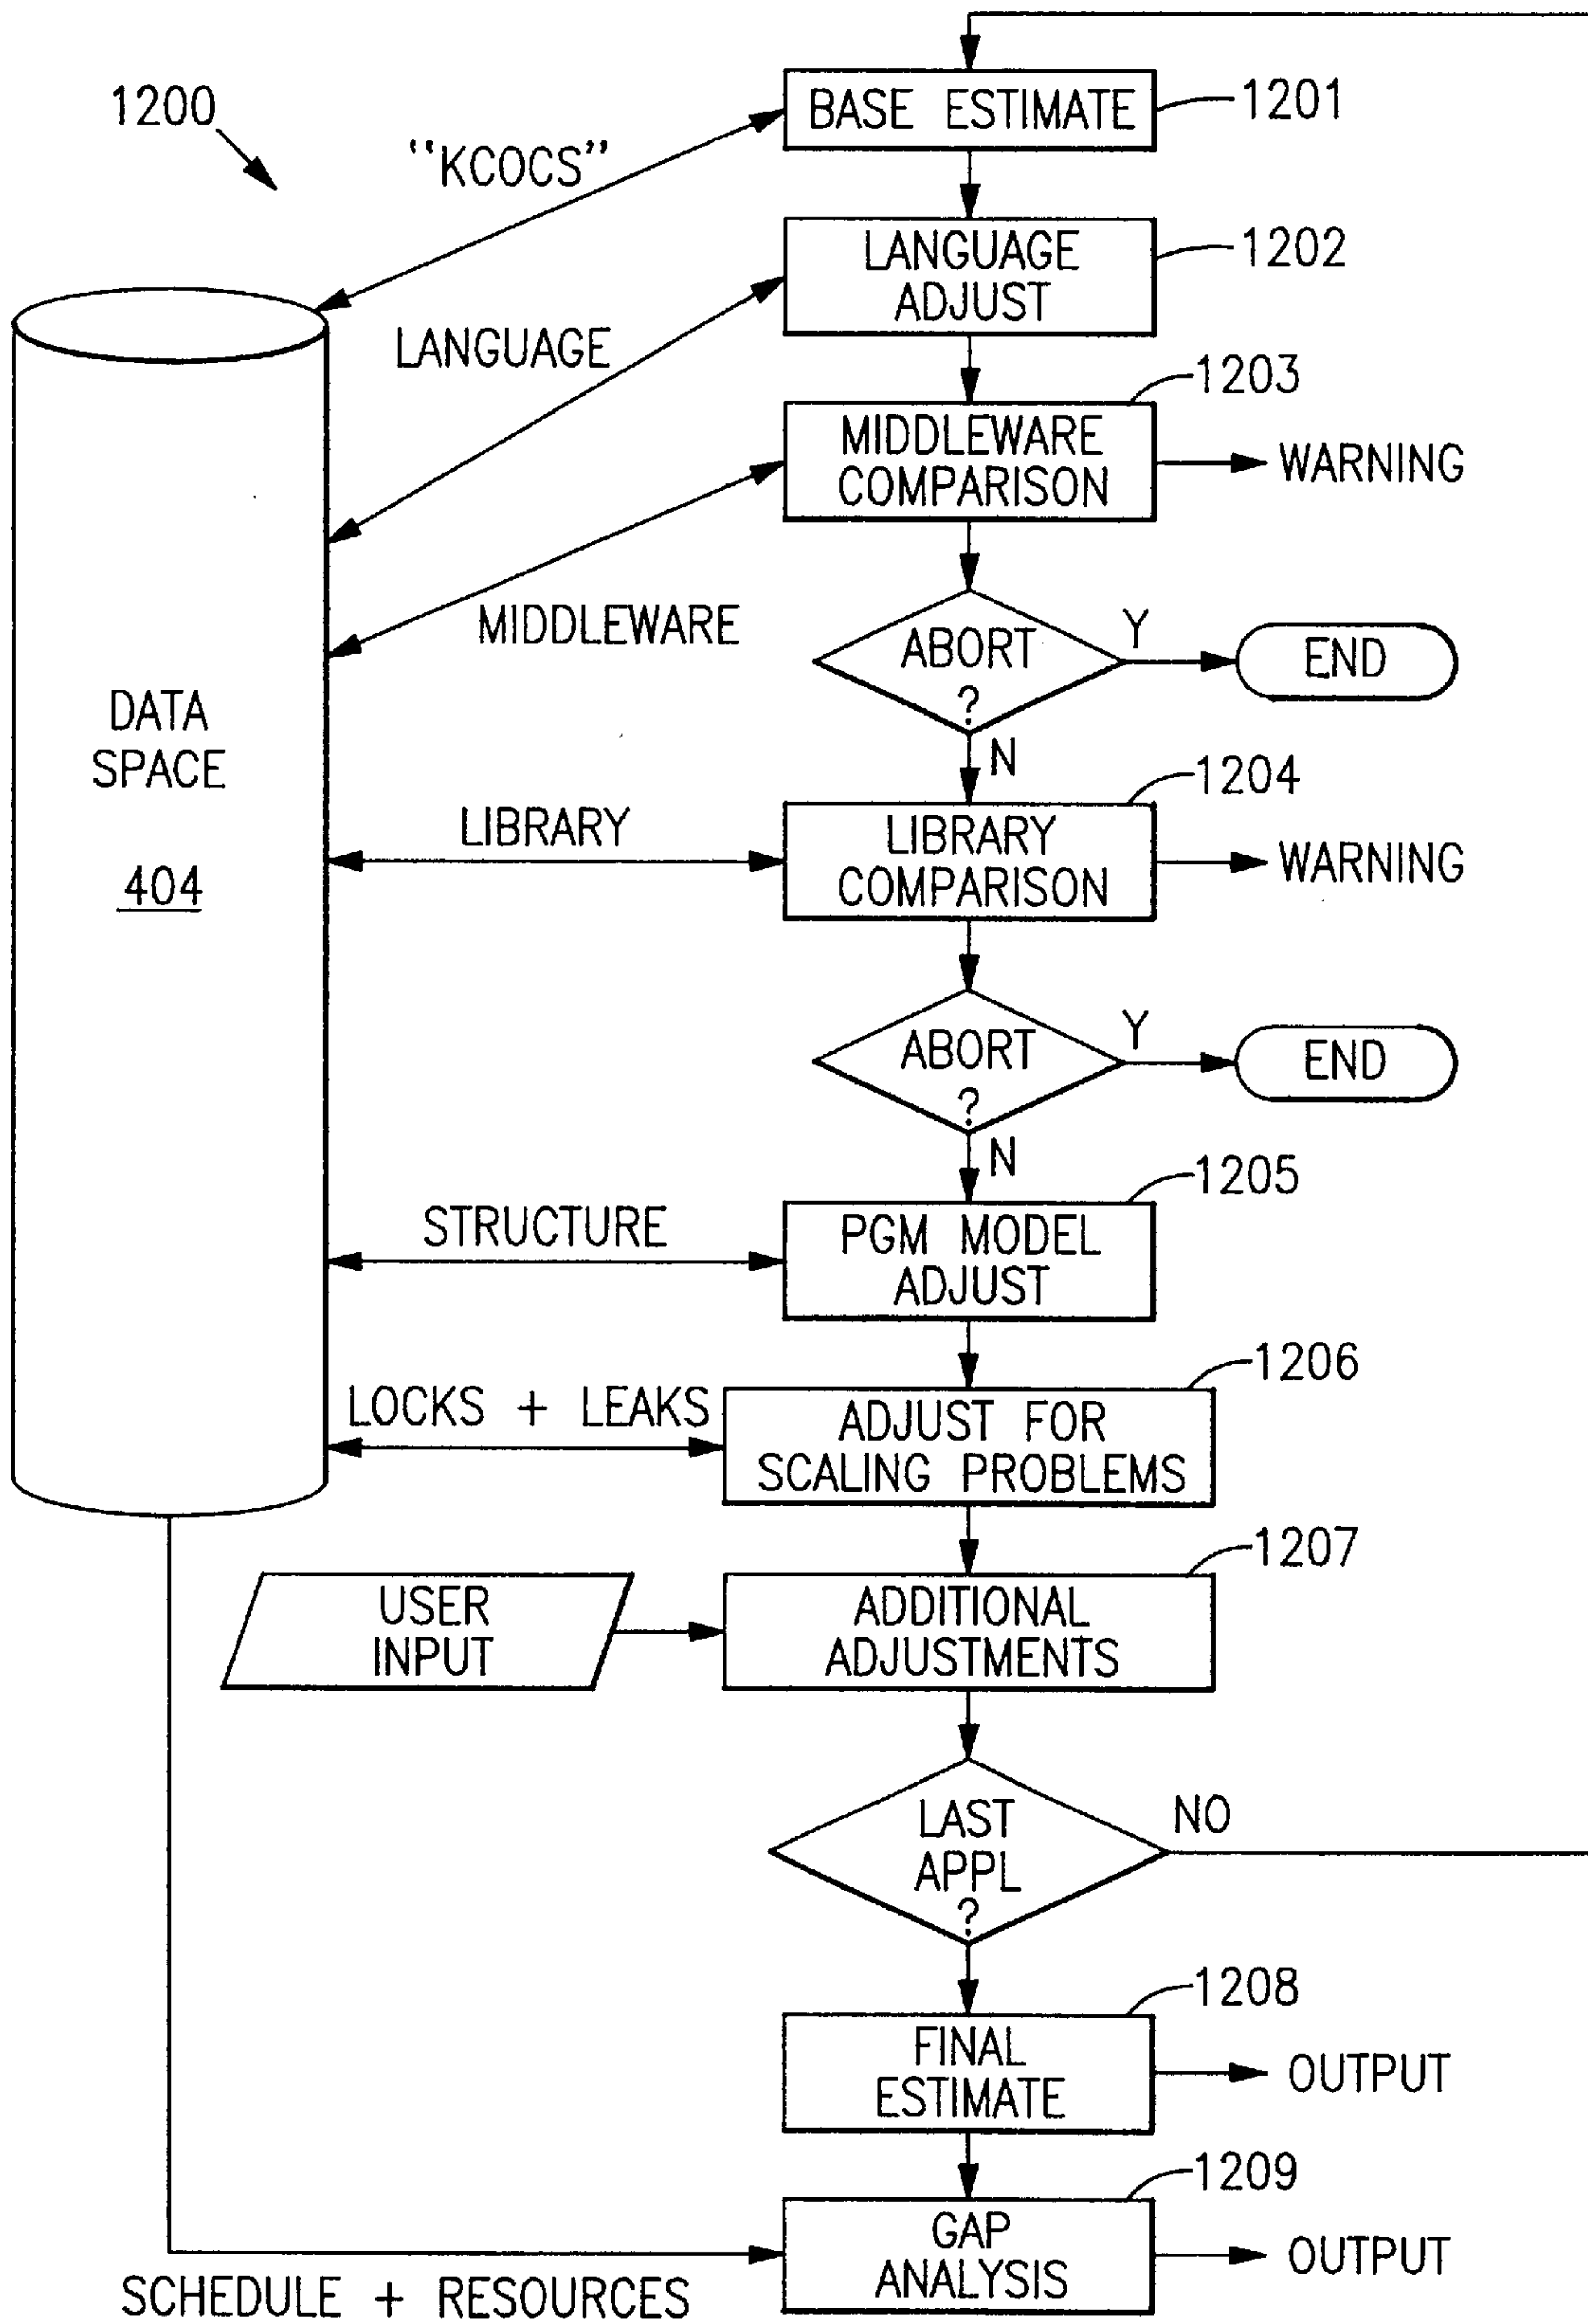 1200
BASE ESTIMATE
1201
"KCOCS"
LANGUAGE
ADJUST
1202
LANGUAGE
1203
MIDDLEWARE
COMPARISON
WARNING
MIDDLEWARE
ABORT
?
Y
END
N
DATA
SPACE
404
1204
LIBRARY
LIBRARY
COMPARISON
WARNING
ABORT
?
Y
END
N
1205
STRUCTURE
PGM MODEL
ADJUST
1206
LOCKS + LEAKS
ADJUST FOR
SCALING PROBLEMS
1207
USER
INPUT
ADDITIONAL
ADJUSTMENTS
LAST
APPL
?
NO
1208
FINAL
ESTIMATE
OUTPUT
1209
GAP
ANALYSIS
OUTPUT
SCHEDULE + RESOURCES